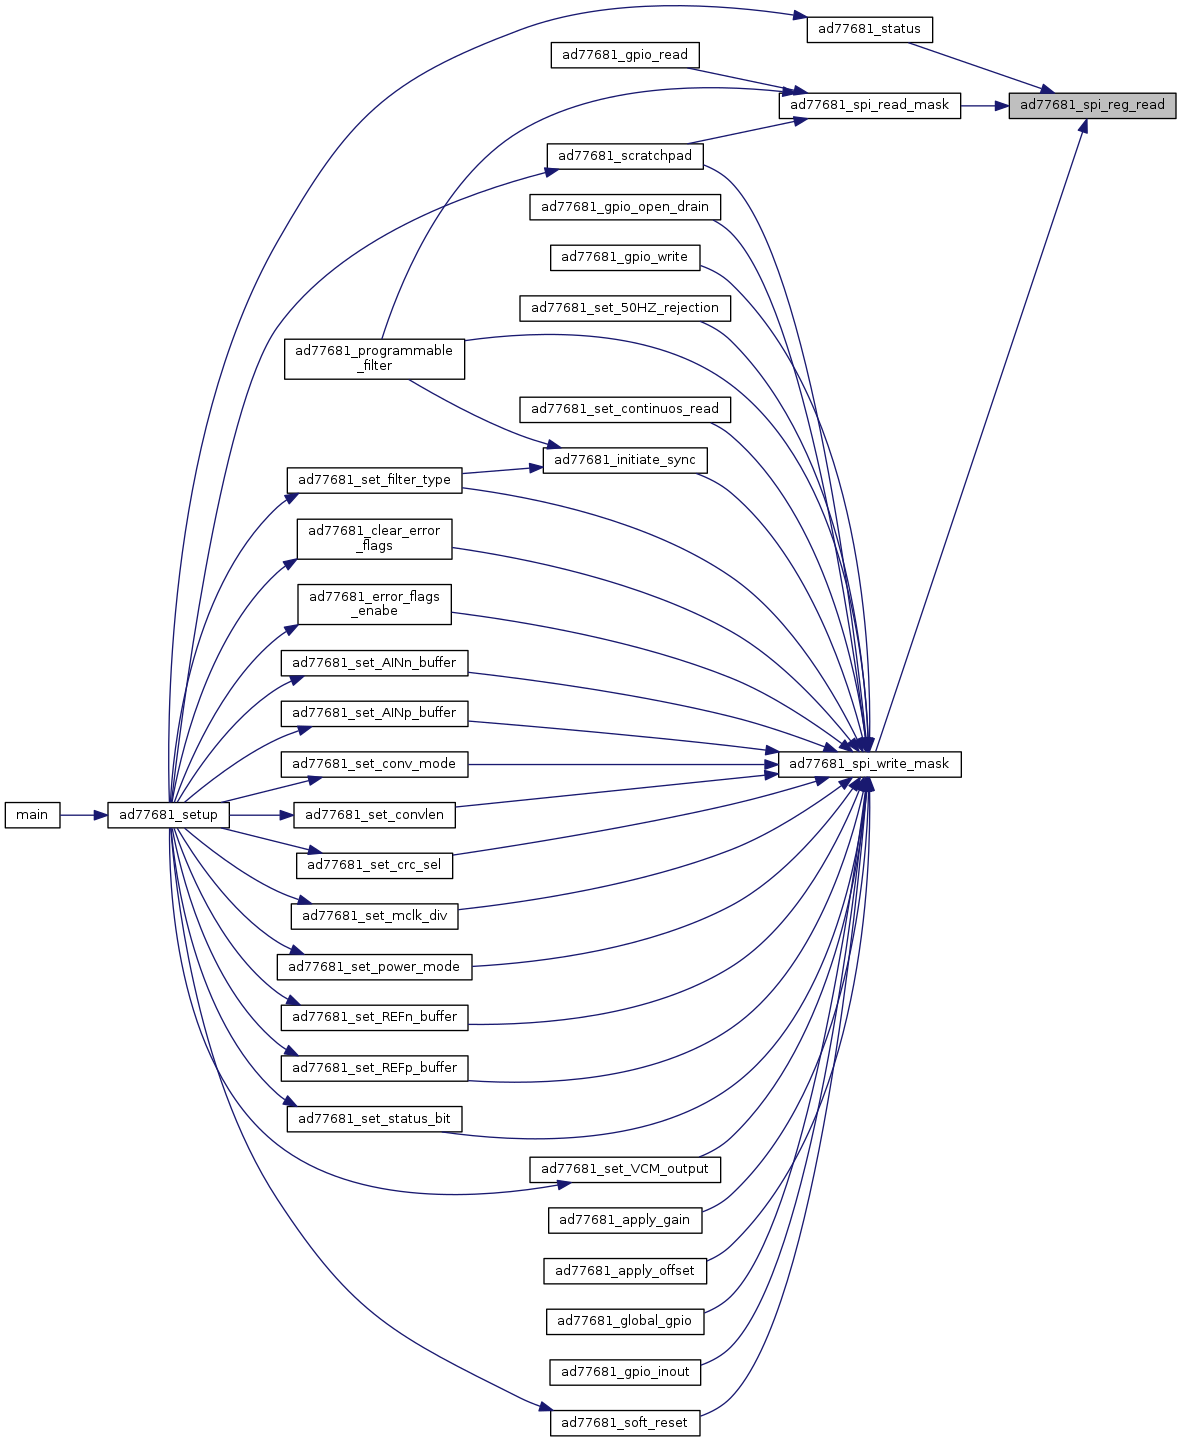 ad77681_status
ad77681_gpio_read
ad77681_spi_read_mask
ad77681_spi_reg_read
ad77681_scratchpad
ad77681_gpio_open_drain
ad77681_gpio_write
ad77681_set_50HZ_rejection
ad77681_programmable
_filter
ad77681_set_continuos_read
ad77681_initiate_sync
ad77681_set_filter_type
ad77681_clear_error
_flags
ad77681_error_flags
_enabe
ad77681_set_AINn_buffer
ad77681_set_AINp_buffer
ad77681_set_conv_mode
ad77681_spi_write_mask
main
ad77681_setup
ad77681_set_convlen
ad77681_set_crc_sel
ad77681_set_mclk_div
ad77681_set_power_mode
ad77681_set_REFn_buffer
ad77681_set_REFp_buffer
ad77681_set_status_bit
ad77681_set_VCM_output
ad77681_apply_gain
ad77681_apply_offset
ad77681_global_gpio
ad77681_gpio_inout
ad77681_soft_reset